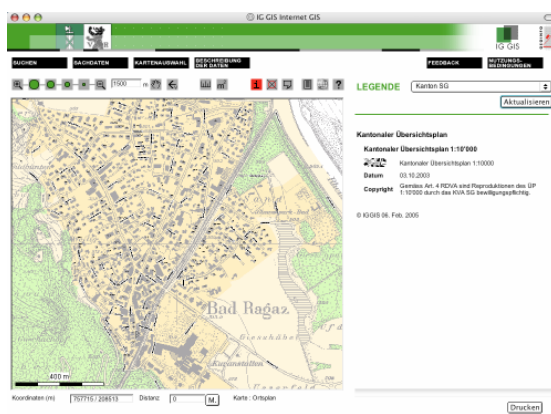 IG GIS Internet GIS
IG GIS
SUCHEN SACHDATEN KARTENAUSWAHL BESCHREIBUNG DER DATEN FEEDBACK NUTZUNGS-BEDINGUNGEN
1500 m ?
LEGENDE Kanton SG
Aktualisieren
Kantonaler Übersichtsplan
Kantonaler Übersichtsplan 1:10'000
Kantonaler Übersichtsplan 1:10000
Datum 03.10.2003
Copyright Gemäss Art. 4 RDVA sind Reproduktionen des ÜP
1:10'000 durch das KVA SG bewilligungspflichtig.
© IGGIS 06. Feb. 2005
Bad Ragaz
Giessenhübel
Kuranstalten
400 m
Koordinaten (m) 757715 / 208513 Distanz 0 M. Karte : Ortsplan
Drucken